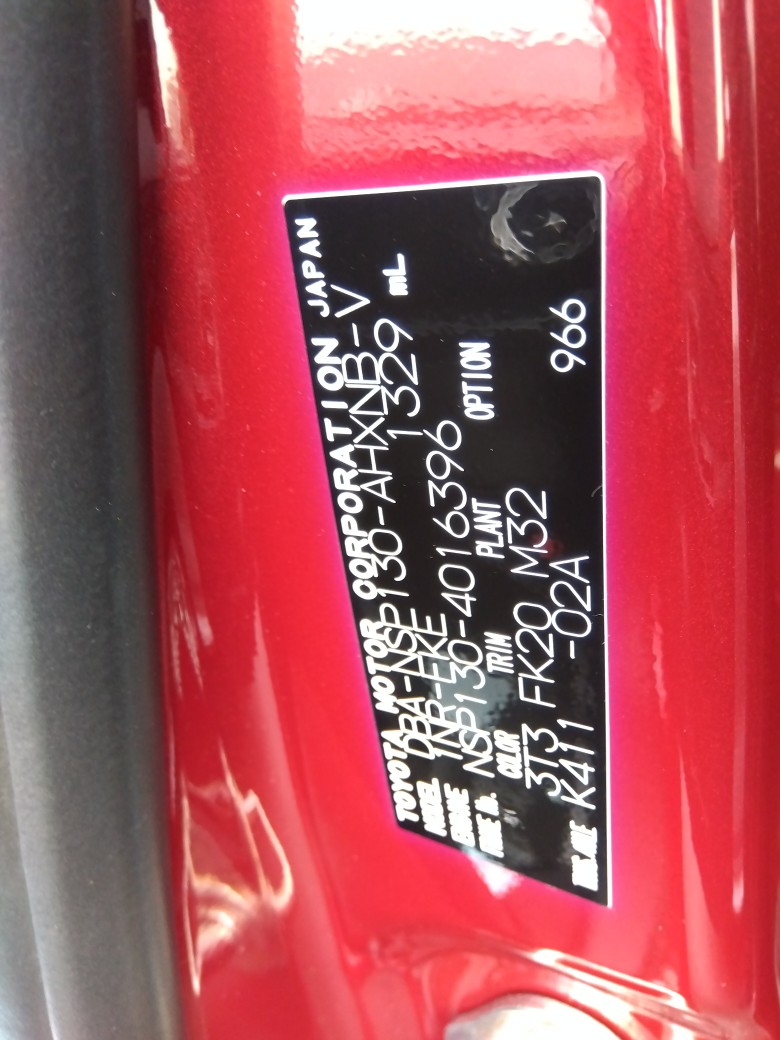 TOYOTA MOTOR CORPORATION JAPAN
MODEL DBA-NSP130-AHXNB-V
ENGINE 1NR-FKE 1329 mL
FRAME No. NSP130-4016396
COLOR TRIM PLANT OPTION
3T3 FK20 M32
TRANS./AXLE K411 -02A 966